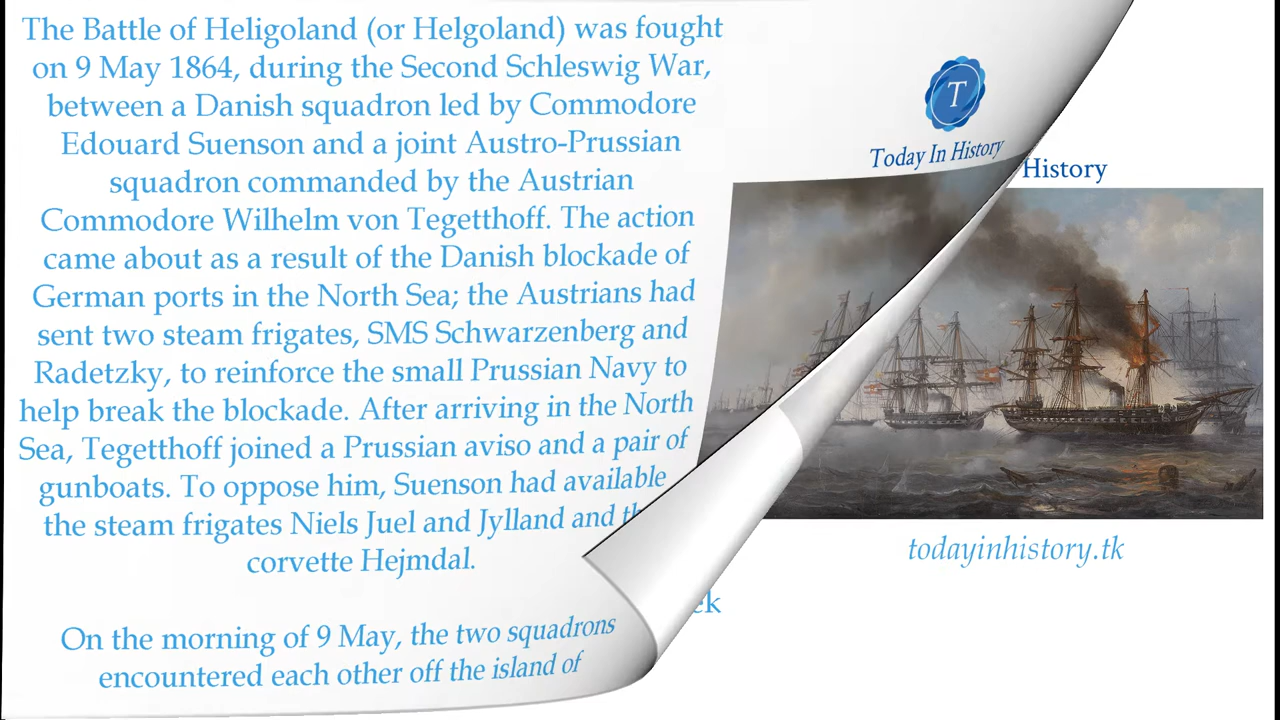 The Battle of Heligoland (or Helgoland) was fought
on 9 May 1864, during the Second Schleswig War,
between a Danish squadron led by Commodore
Edouard Suenson and a joint Austro-Prussian
squadron commanded by the Austrian
Commodore Wilhelm von Tegetthoff. The action
came about as a result of the Danish blockade of
German ports in the North Sea; the Austrians had
sent two steam frigates, SMS Schwarzenberg and
Radetzky, to reinforce the small Prussian Navy to
help break the blockade. After arriving in the North
Sea, Tegetthoff joined a Prussian aviso and a pair of
gunboats. To oppose him, Suenson had available
the steam frigates Niels Juel and Jylland and
corvette Hejmdal.
On the morning of 9 May, the two squadrons
encountered each other off the island of
T
Today In History
History
todayinhistory.tk